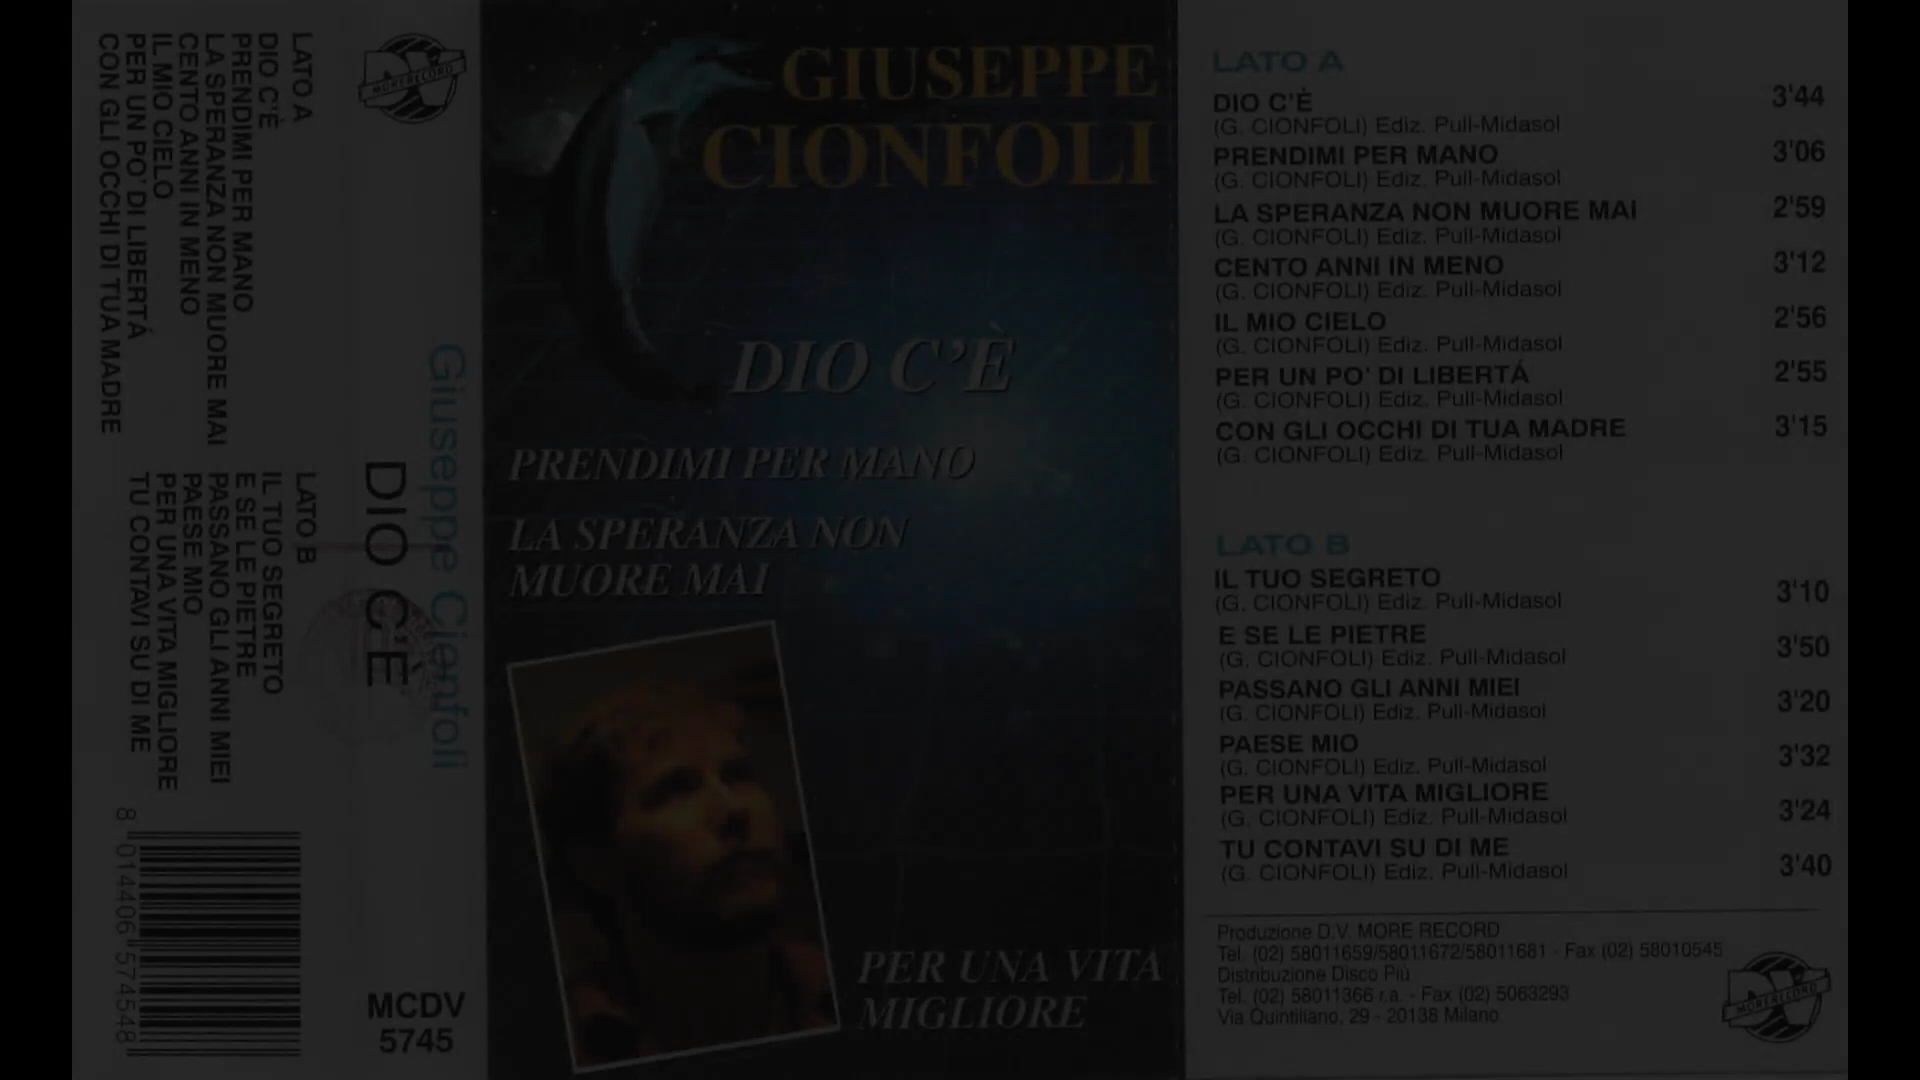 LATO A
DIO C'È
PRENDIMI PER MANO
LA SPERANZA NON MUORE MAI
CENTO ANNI IN MENO
IL MIO CIELO
PER UN PO' DI LIBERTÁ
CON GLI OCCHI DI TUA MADRE
LATO B
IL TUO SEGRETO
E SE LE PIETRE
PASSANO GLI ANNI MIEI
PAESE MIO
PER UNA VITA MIGLIORE
TU CONTAVI SU DI ME
8 014406 574548
MORE RECORD
Giuseppe Cionfoli
DIO C'È
MCDV
5745
GIUSEPPE
CIONFOLI
DIO C'È
PRENDIMI PER MANO
LA SPERANZA NON
MUORE MAI
PER UNA VITA
MIGLIORE
LATO A
DIO C'È 3'44
(G. CIONFOLI) Ediz. Pull-Midasol
PRENDIMI PER MANO 3'06
(G. CIONFOLI) Ediz. Pull-Midasol
LA SPERANZA NON MUORE MAI 2'59
(G. CIONFOLI) Ediz. Pull-Midasol
CENTO ANNI IN MENO 3'12
(G. CIONFOLI) Ediz. Pull-Midasol
IL MIO CIELO 2'56
(G. CIONFOLI) Ediz. Pull-Midasol
PER UN PO' DI LIBERTÁ 2'55
(G. CIONFOLI) Ediz. Pull-Midasol
CON GLI OCCHI DI TUA MADRE 3'15
(G. CIONFOLI) Ediz. Pull-Midasol
LATO B
IL TUO SEGRETO 3'10
(G. CIONFOLI) Ediz. Pull-Midasol
E SE LE PIETRE 3'50
(G. CIONFOLI) Ediz. Pull-Midasol
PASSANO GLI ANNI MIEI 3'20
(G. CIONFOLI) Ediz. Pull-Midasol
PAESE MIO 3'32
(G. CIONFOLI) Ediz. Pull-Midasol
PER UNA VITA MIGLIORE 3'24
(G. CIONFOLI) Ediz. Pull-Midasol
TU CONTAVI SU DI ME 3'40
(G. CIONFOLI) Ediz. Pull-Midasol
Produzione D.V. MORE RECORD
Tel. (02) 58011659/58011672/58011681 - Fax (02) 58010545
Distribuzione Disco Più
Tel. (02) 58011366 r.a. - Fax (02) 5063293
Via Quintiliano, 29 - 20138 Milano
MORE RECORD